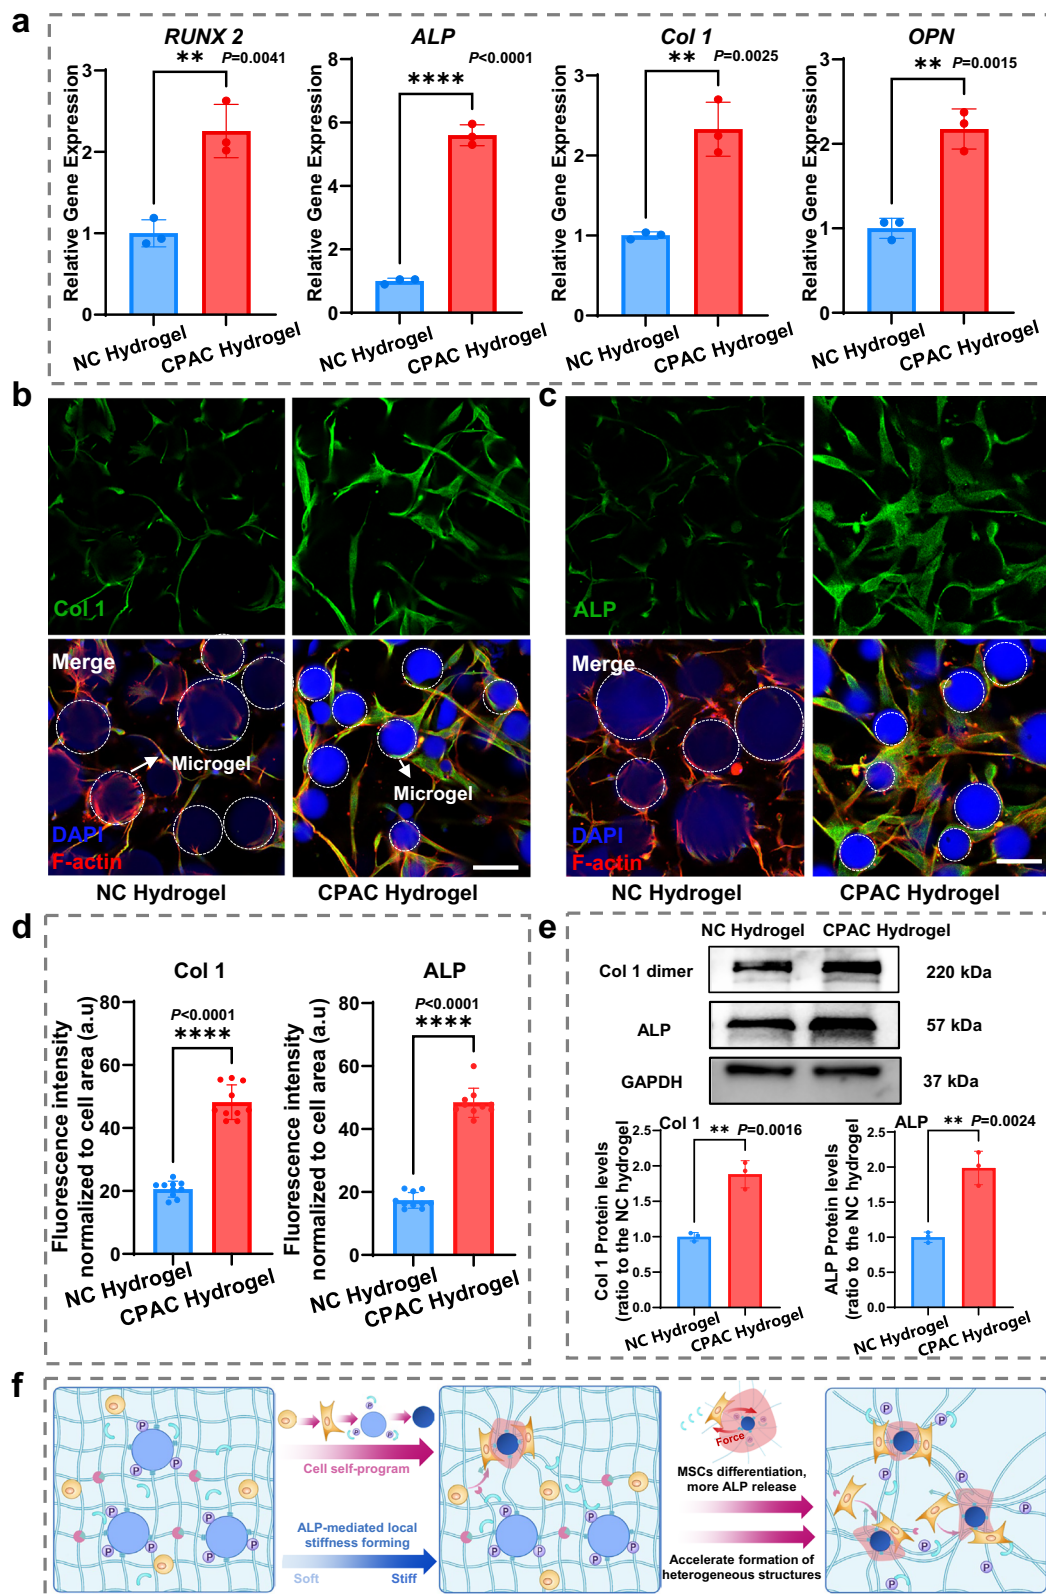 a
RUNX 2
** P=0.0041
Relative Gene Expression
3
2
1
0
NC Hydrogel
CPAC Hydrogel
ALP
P<0.0001
****
Relative Gene Expression
8
6
4
2
0
NC Hydrogel
CPAC Hydrogel
Col 1
** P=0.0025
Relative Gene Expression
3
2
1
0
NC Hydrogel
CPAC Hydrogel
OPN
** P=0.0015
Relative Gene Expression
3
2
1
0
NC Hydrogel
CPAC Hydrogel
b
Col 1
Merge
Microgel
DAPI
F-actin
Microgel
NC Hydrogel
CPAC Hydrogel
c
ALP
Merge
DAPI
F-actin
NC Hydrogel
CPAC Hydrogel
d
Col 1
P<0.0001
****
Fluorescence intensity
normalized to cell area (a.u)
80
60
40
20
0
NC Hydrogel
CPAC Hydrogel
ALP
P<0.0001
****
Fluorescence intensity
normalized to cell area (a.u)
80
60
40
20
0
NC Hydrogel
CPAC Hydrogel
e
NC Hydrogel CPAC Hydrogel
Col 1 dimer 220 kDa
ALP 57 kDa
GAPDH 37 kDa
Col 1
** P=0.0016
Col 1 Protein levels
(ratio to the NC hydrogel)
2.5
2.0
1.5
1.0
0.5
0.0
NC Hydrogel
CPAC Hydrogel
ALP
** P=0.0024
ALP Protein levels
(ratio to the NC hydrogel)
2.5
2.0
1.5
1.0
0.5
0.0
NC Hydrogel
CPAC Hydrogel
f
P
P
P
P
P
P
P
P
P
P
Cell self-program
ALP-mediated local
stiffness forming
Soft Stiff
P
P
P
P
P
P
Force
MSCs differentiation,
more ALP release
Accelerate formation of
heterogeneous structures
P
P
P
P
P
P
P